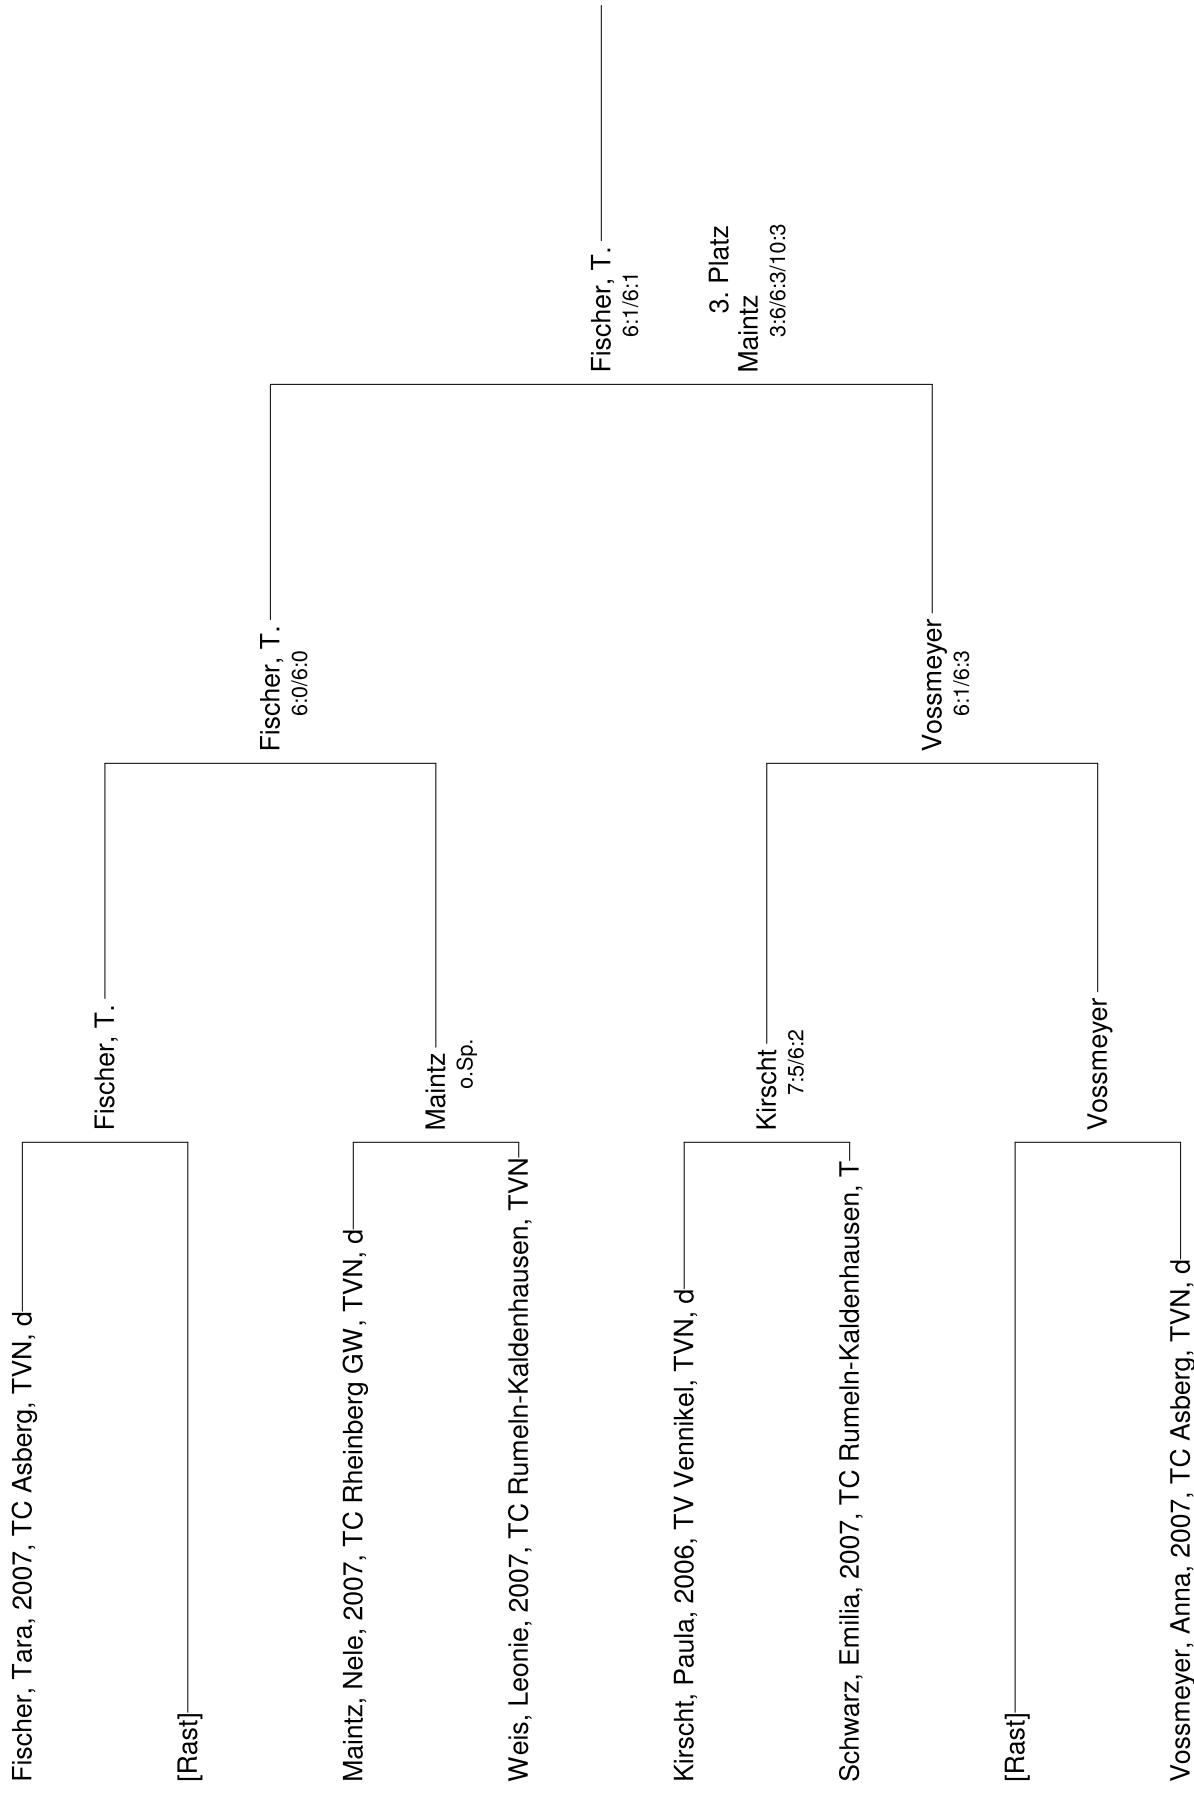 Fischer, Tara, 2007, TC Asberg, TVN, d
[Rast]
Maintz, Nele, 2007, TC Rheinberg GW, TVN, d
Weis, Leonie, 2007, TC Rumeln-Kaldenhausen, TVN
Kirscht, Paula, 2006, TV Vennikel, TVN, d
Schwarz, Emilia, 2007, TC Rumeln-Kaldenhausen, T
[Rast]
Vossmeyer, Anna, 2007, TC Asberg, TVN, d
Fischer, T.
Maintz
o.Sp.
Kirscht
7:5/6:2
Vossmeyer
Fischer, T.
6:0/6:0
Vossmeyer
6:1/6:3
Fischer, T.
6:1/6:1
3. Platz
Maintz
3:6/6:3/10:3